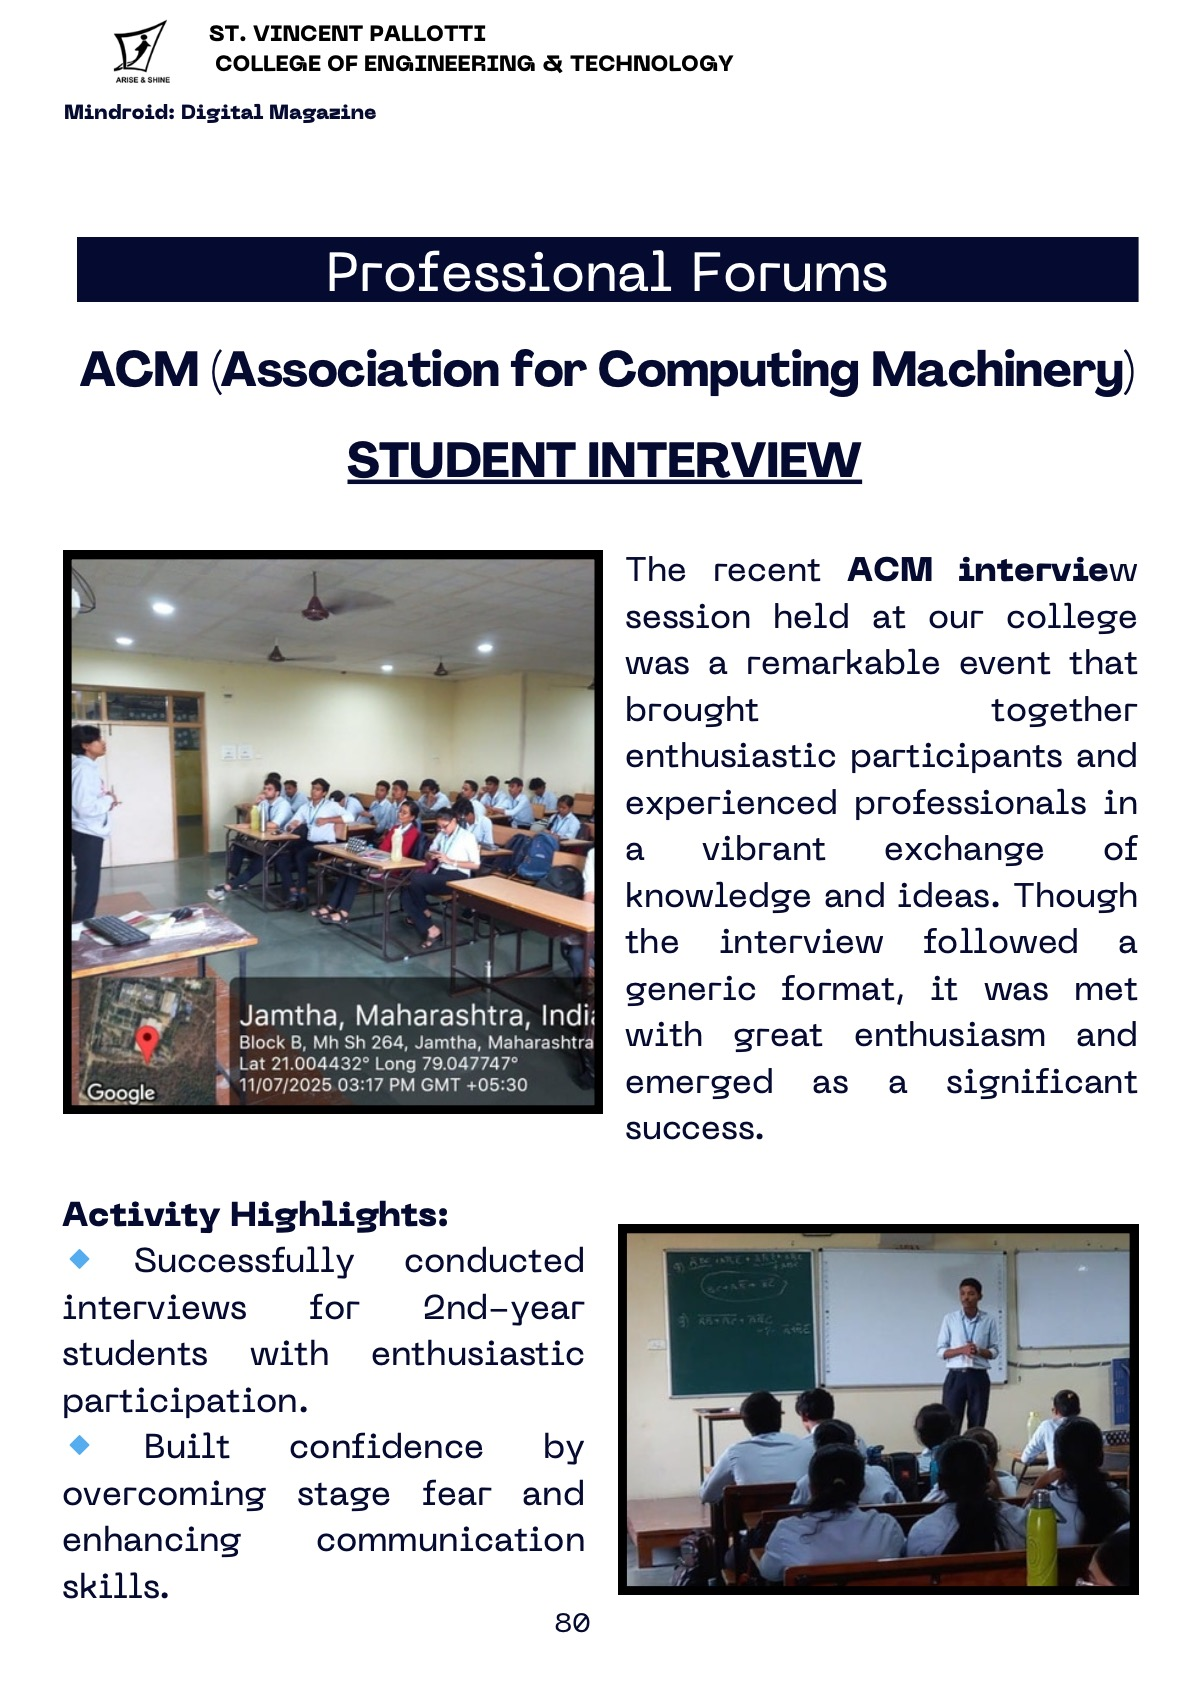 ARISE & SHINE
ST. VINCENT PALLOTTI
COLLEGE OF ENGINEERING & TECHNOLOGY
Mindroid: Digital Magazine
Professional Forums
ACM (Association for Computing Machinery)
STUDENT INTERVIEW
Jamtha, Maharashtra, Indi
Block B, Mh Sh 264, Jamtha, Maharashtra
Lat 21.004432° Long 79.047747°
11/07/2025 03:17 PM GMT +05:30
Google
The recent ACM interview
session held at our college
was a remarkable event that
brought together
enthusiastic participants and
experienced professionals in
a vibrant exchange of
knowledge and ideas. Though
the interview followed a
generic format, it was met
with great enthusiasm and
emerged as a significant
success.
Activity Highlights:
🔹 Successfully conducted
interviews for 2nd-year
students with enthusiastic
participation.
🔹 Built confidence by
overcoming stage fear and
enhancing communication
skills.
80